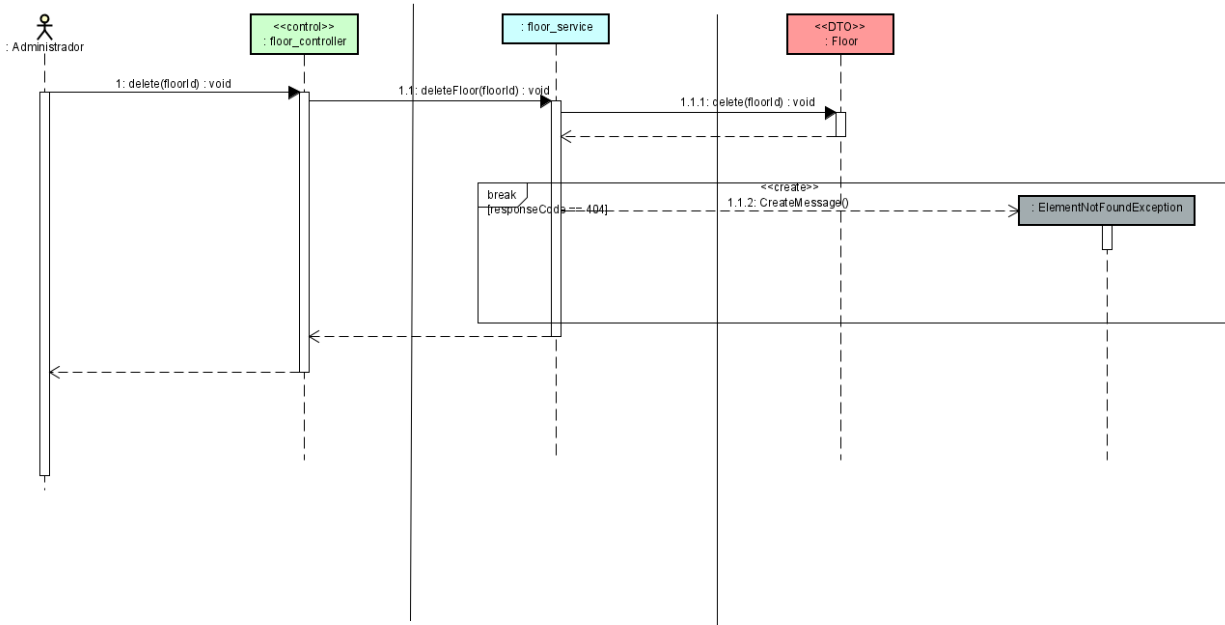 : Administrador
<<control>>
: floor_controller
: floor_service
<<DTO>>
: Floor
1: delete(floorId) : void
1.1: deleteFloor(floorId) : void
1.1.1: delete(floorId) : void
break
[responseCode == 404]
<<create>>
1.1.2: CreateMessage()
: ElementNotFoundException